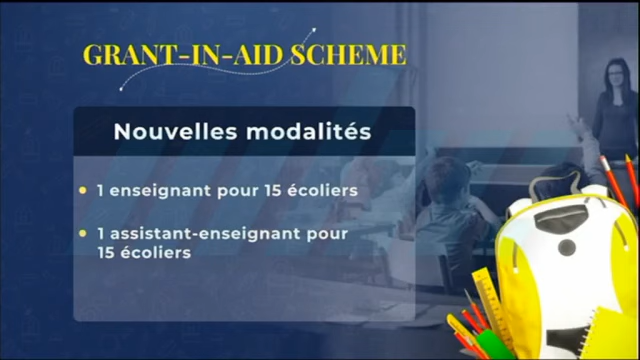 GRANT-IN-AID SCHEME
Nouvelles modalités
1 enseignant pour 15 écoliers
1 assistant-enseignant pour
15 écoliers